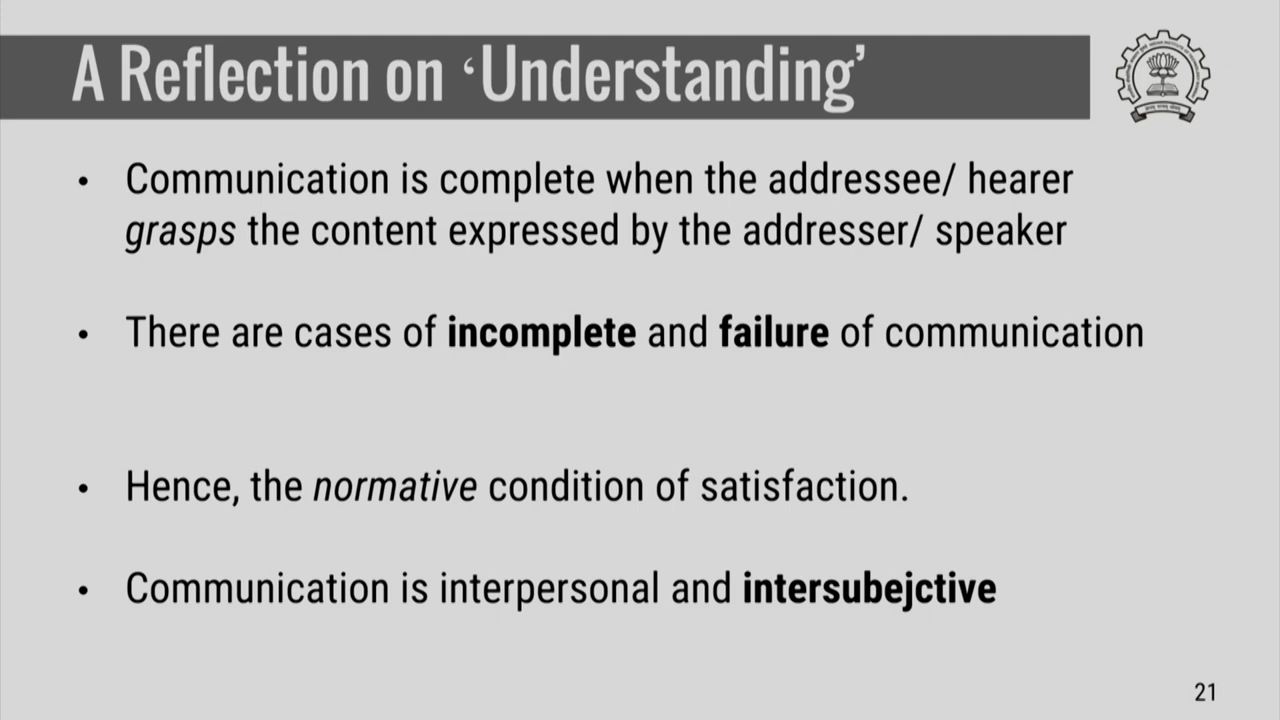 A Reflection on ‘Understanding’
• Communication is complete when the addressee/ hearer
grasps the content expressed by the addresser/ speaker
• There are cases of incomplete and failure of communication
• Hence, the normative condition of satisfaction.
• Communication is interpersonal and intersubejctive
21